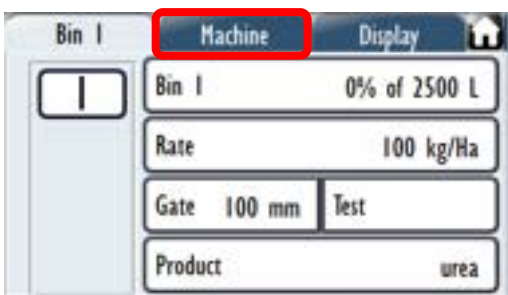 Bin 1 Machine Display
1
Bin 1 0% of 2500 L
Rate 100 kg/Ha
Gate 100 mm Test
Product urea